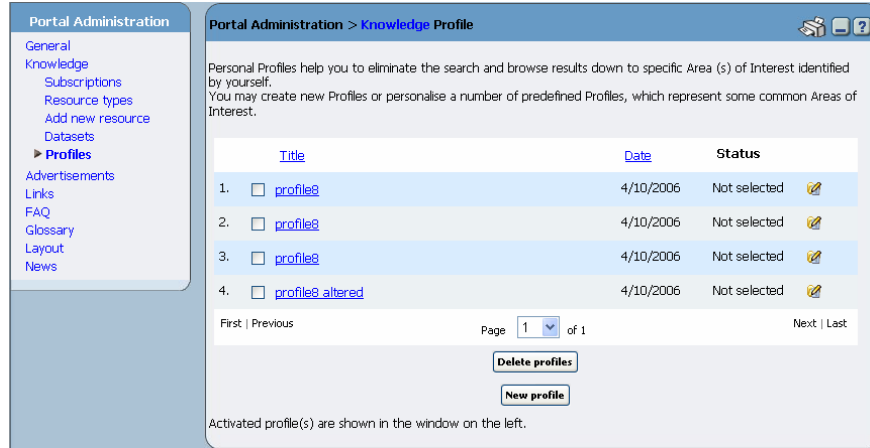 Portal Administration
General
Knowledge
Subscriptions
Resource types
Add new resource
Datasets
Profiles
Advertisements
Links
FAQ
Glossary
Layout
News
Portal Administration > Knowledge Profile
?
Personal Profiles help you to eliminate the search and browse results down to specific Area (s) of Interest identified
by yourself.
You may create new Profiles or personalise a number of predefined Profiles, which represent some common Areas of
Interest.
Title Date Status
1. profile8 4/10/2006 Not selected
2. profile8 4/10/2006 Not selected
3. profile8 4/10/2006 Not selected
4. profile8 altered 4/10/2006 Not selected
First | Previous Page 1 of 1 Next | Last
Delete profiles
New profile
Activated profile(s) are shown in the window on the left.